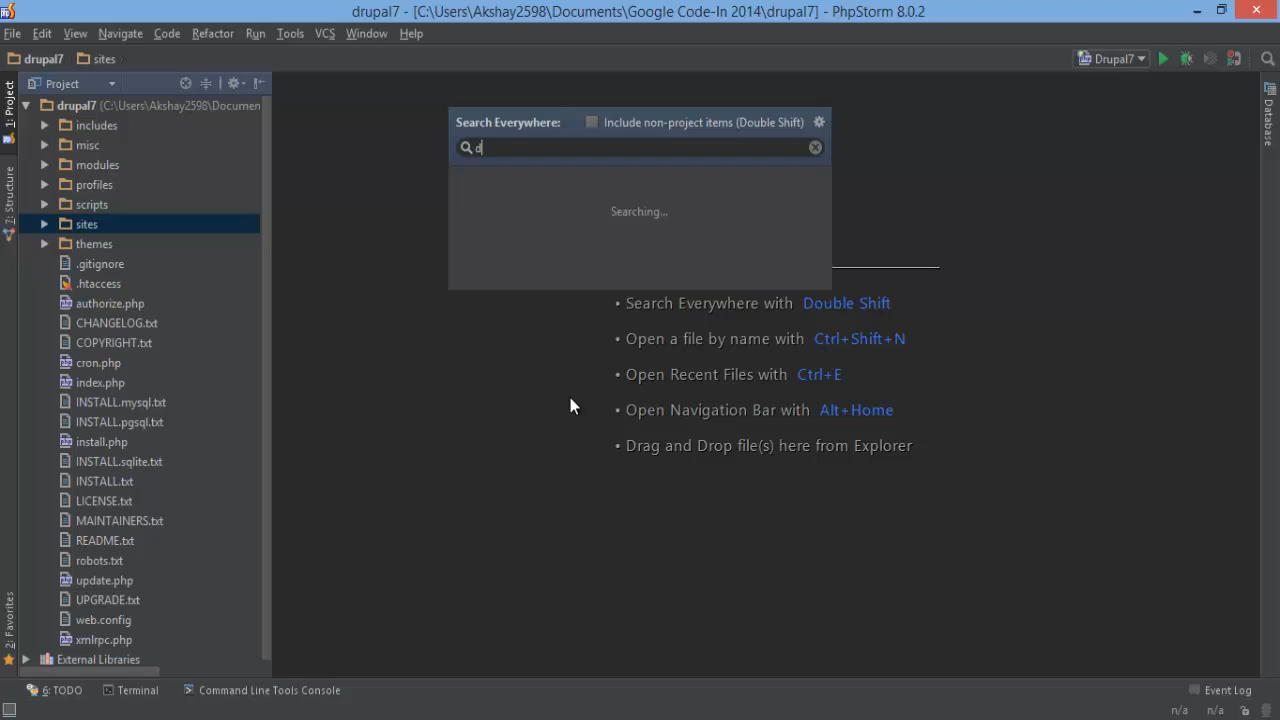 drupal7 - [C:\Users\Akshay2598\Documents\Google Code-In 2014\drupal7] - PhpStorm 8.0.2
File Edit View Navigate Code Refactor Run Tools VCS Window Help
drupal7 sites Drupal7
1: Project
7: Structure
2: Favorites
Project
drupal7 (C:\Users\Akshay2598\Documen
includes
misc
modules
profiles
scripts
sites
themes
.gitignore
.htaccess
authorize.php
CHANGELOG.txt
COPYRIGHT.txt
cron.php
index.php
INSTALL.mysql.txt
INSTALL.pgsql.txt
install.php
INSTALL.sqlite.txt
INSTALL.txt
LICENSE.txt
MAINTAINERS.txt
README.txt
robots.txt
update.php
UPGRADE.txt
web.config
xmlrpc.php
External Libraries
Search Everywhere: Include non-project items (Double Shift)
d
Searching...
• Search Everywhere with Double Shift
• Open a file by name with Ctrl+Shift+N
• Open Recent Files with Ctrl+E
• Open Navigation Bar with Alt+Home
• Drag and Drop file(s) here from Explorer
Database
6: TODO Terminal Command Line Tools Console Event Log
n/a n/a